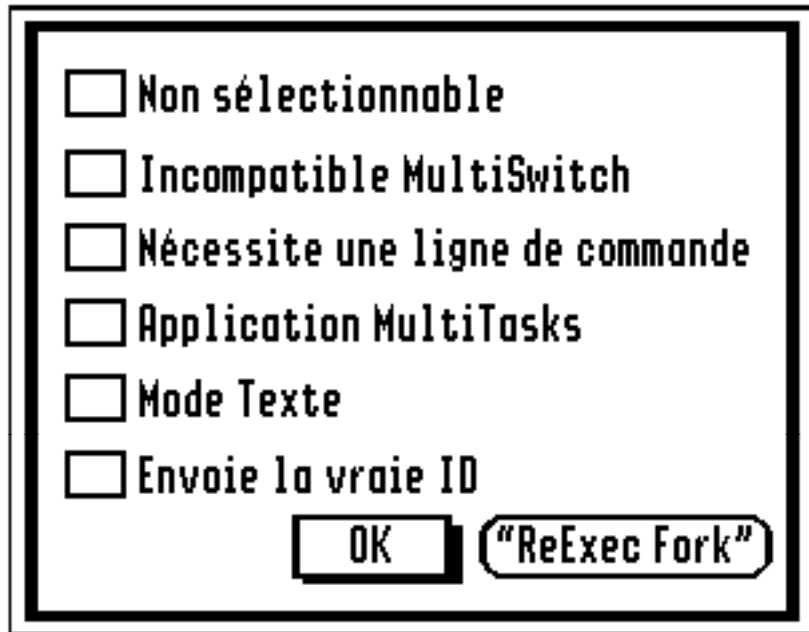 Non sélectionnable
Incompatible MultiSwitch
Nécessite une ligne de commande
Application MultiTasks
Mode Texte
Envoie la vraie ID
OK “ReExec Fork”